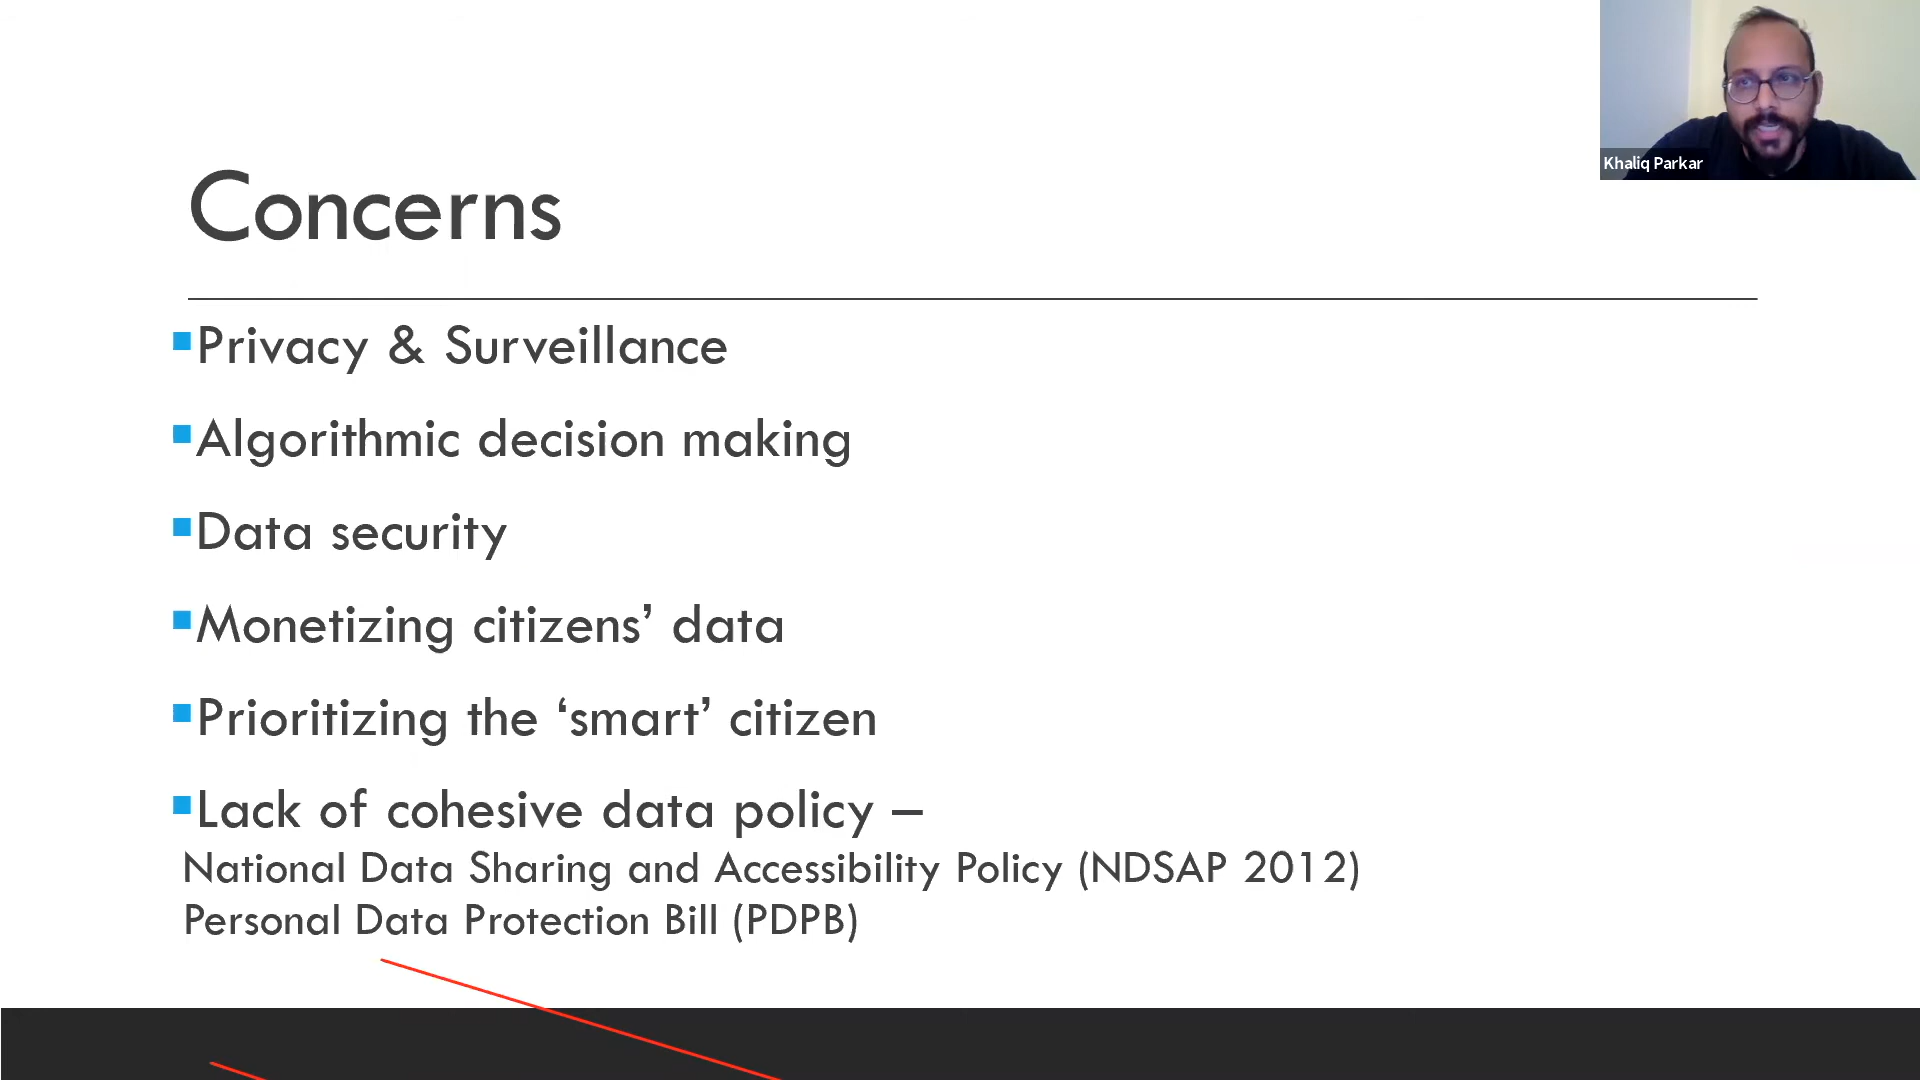 Khaliq Parkar
Concerns
Privacy & Surveillance
Algorithmic decision making
Data security
Monetizing citizens’ data
Prioritizing the ‘smart’ citizen
Lack of cohesive data policy –
National Data Sharing and Accessibility Policy (NDSAP 2012)
Personal Data Protection Bill (PDPB)